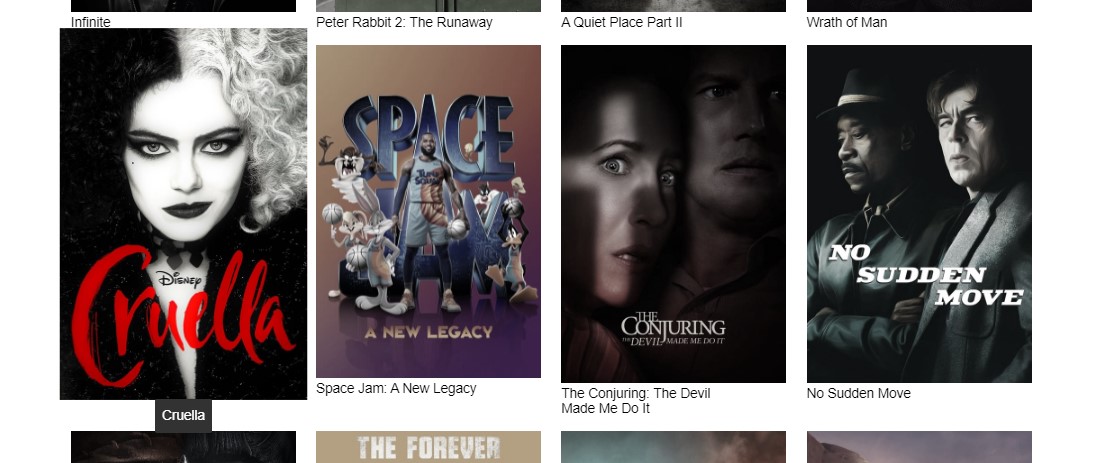 Infinite
Peter Rabbit 2: The Runaway
A Quiet Place Part II
Wrath of Man
Disney
Cruella
Cruella
SPACE
JAM
A NEW LEGACY
Space Jam: A New Legacy
THE
CONJURING
THE DEVIL MADE ME DO IT
The Conjuring: The Devil
Made Me Do It
NO
SUDDEN
MOVE
No Sudden Move
THE FOREVER